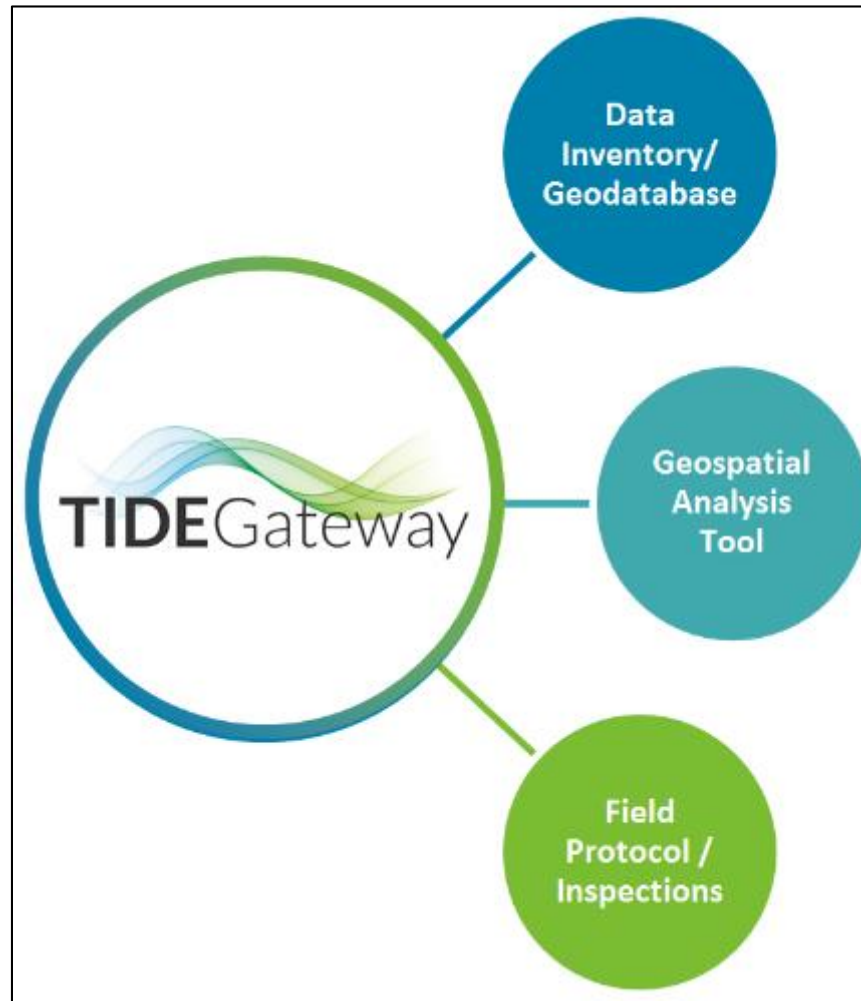 Data
Inventory/
Geodatabase
TIDEGateway
Geospatial
Analysis
Tool
Field
Protocol /
Inspections